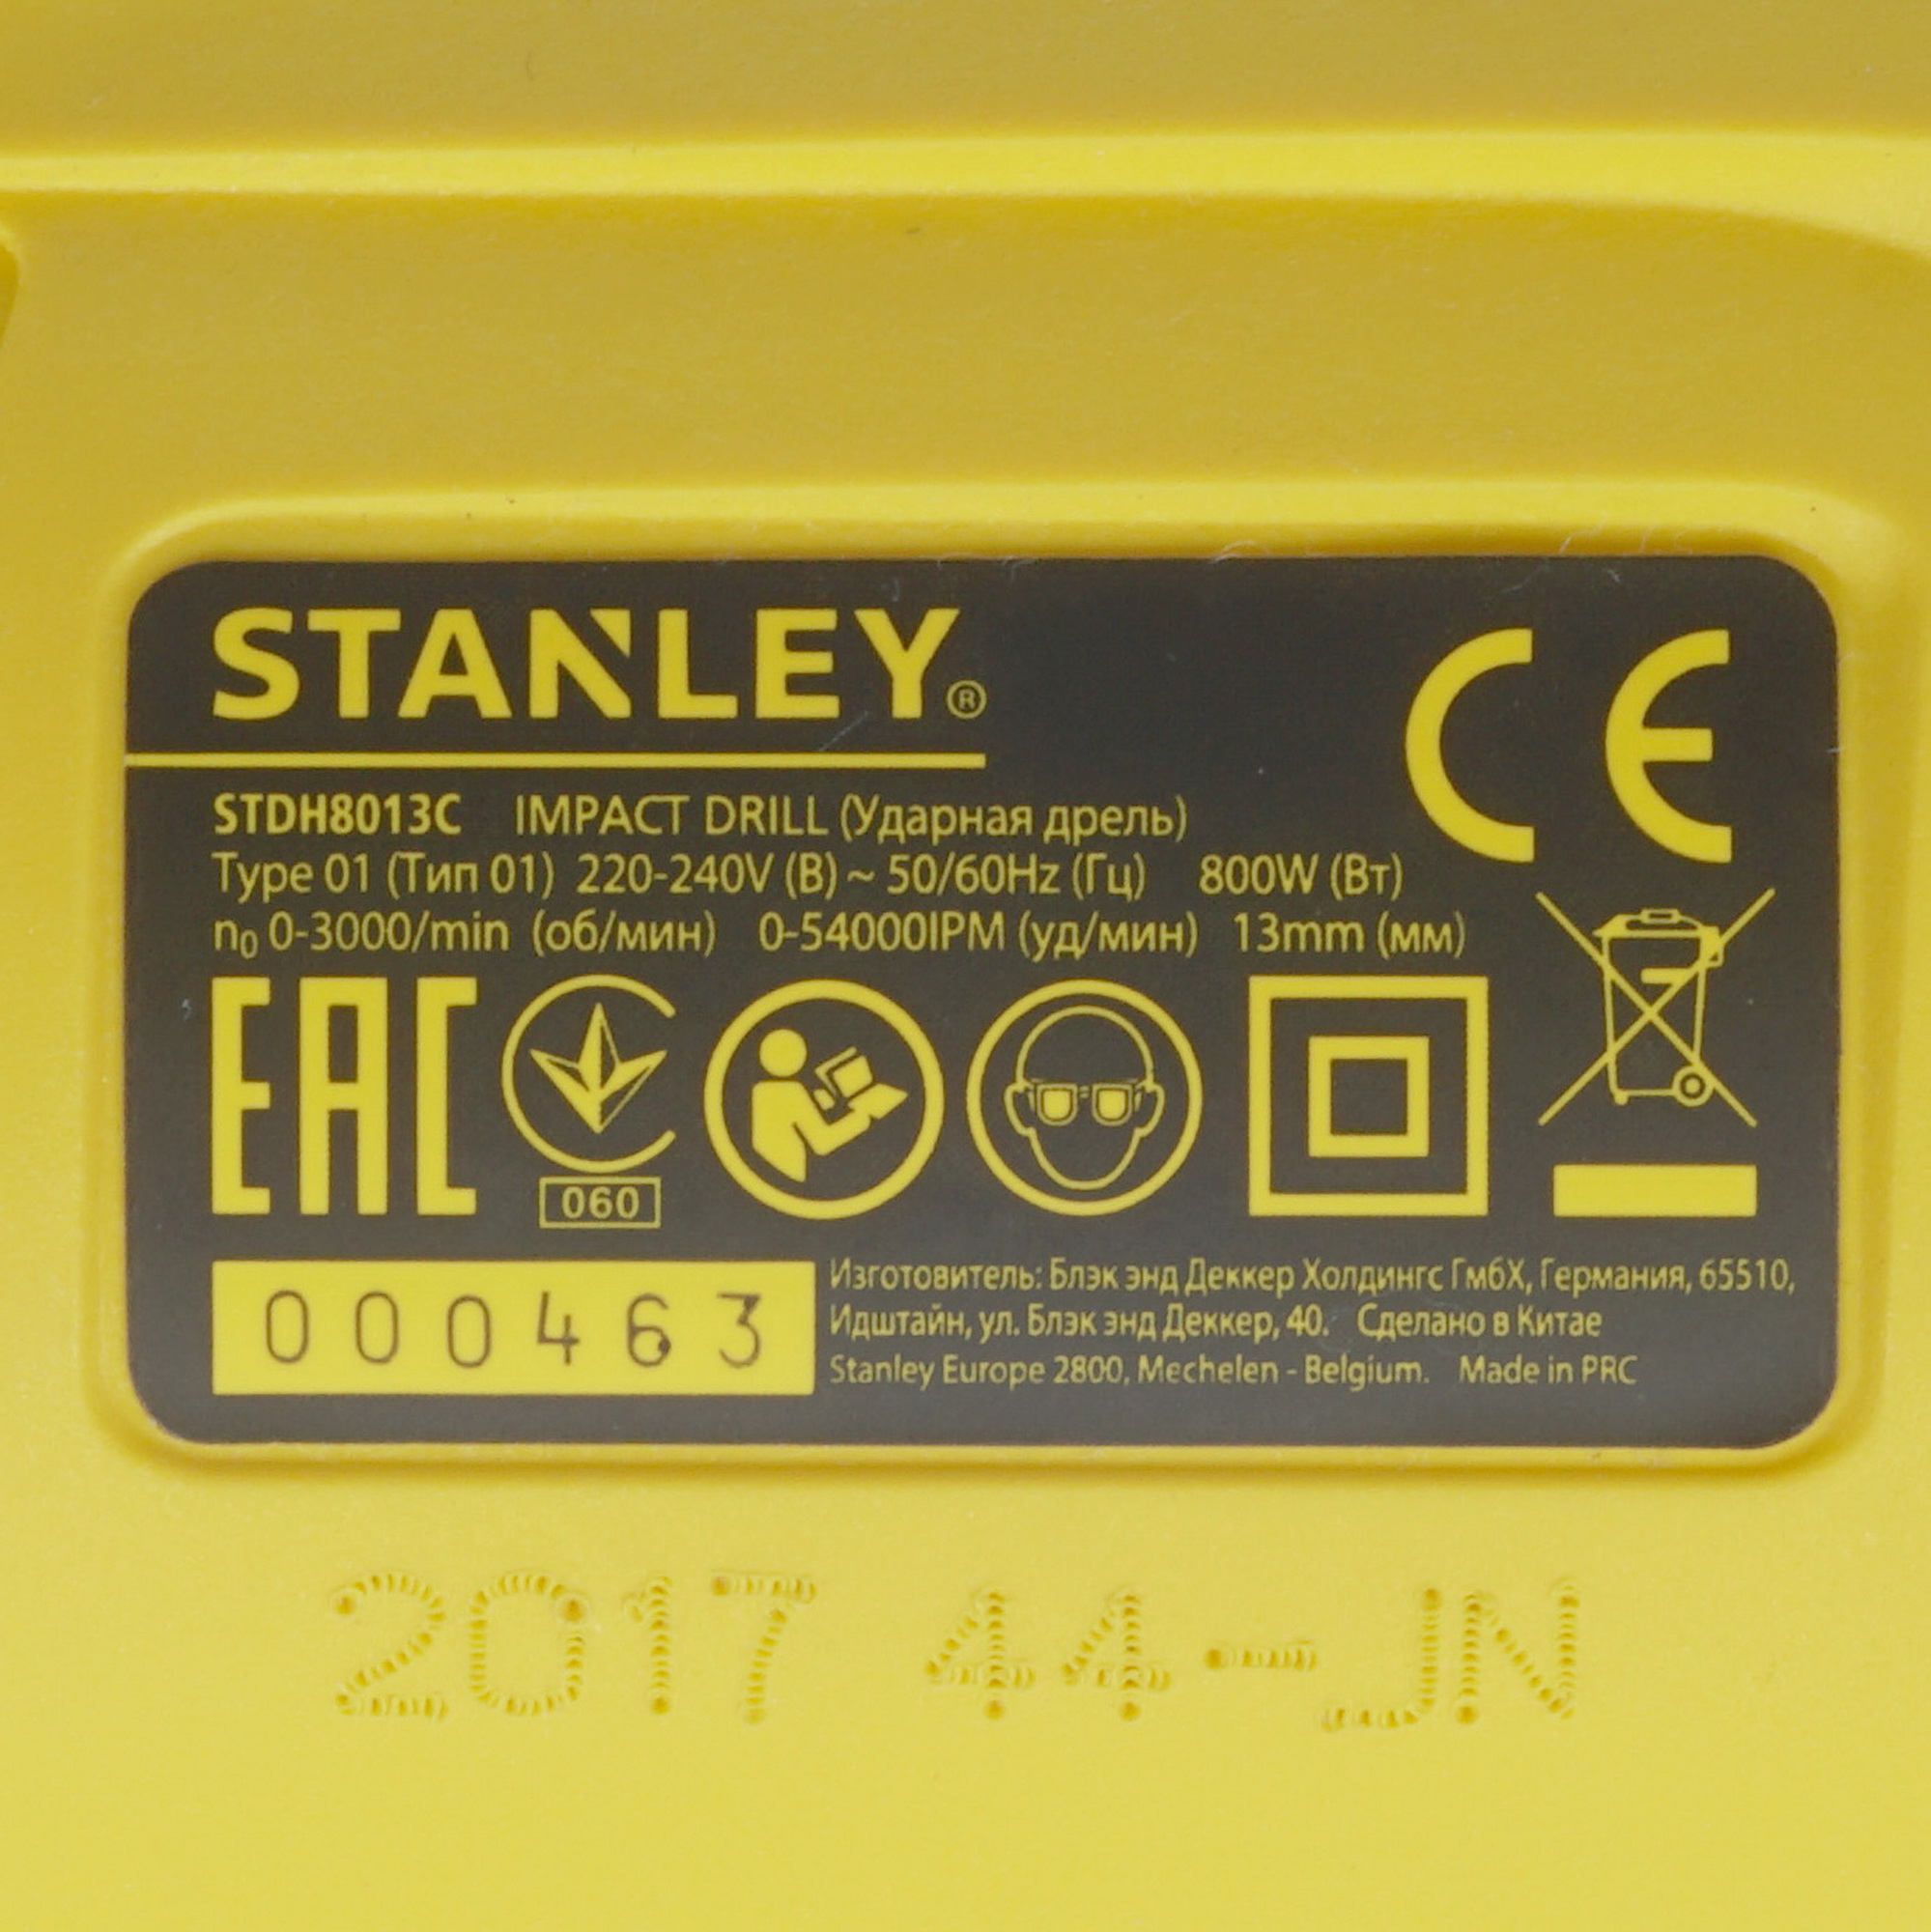 STANLEY®
CE
STDH8013C IMPACT DRILL (Ударная дрель)
Type 01 (Тип 01) 220-240V (В) ~ 50/60Hz (Гц) 800W (Вт)
n₀ 0-3000/min (об/мин) 0-54000IPM (уд/мин) 13mm (мм)
EAC
060
000463
Изготовитель: Блэк энд Деккер Холдингс ГмбХ, Германия, 65510,
Идштайн, ул. Блэк энд Деккер, 40. Сделано в Китае
Stanley Europe 2800, Mechelen - Belgium. Made in PRC
2017 44-JN